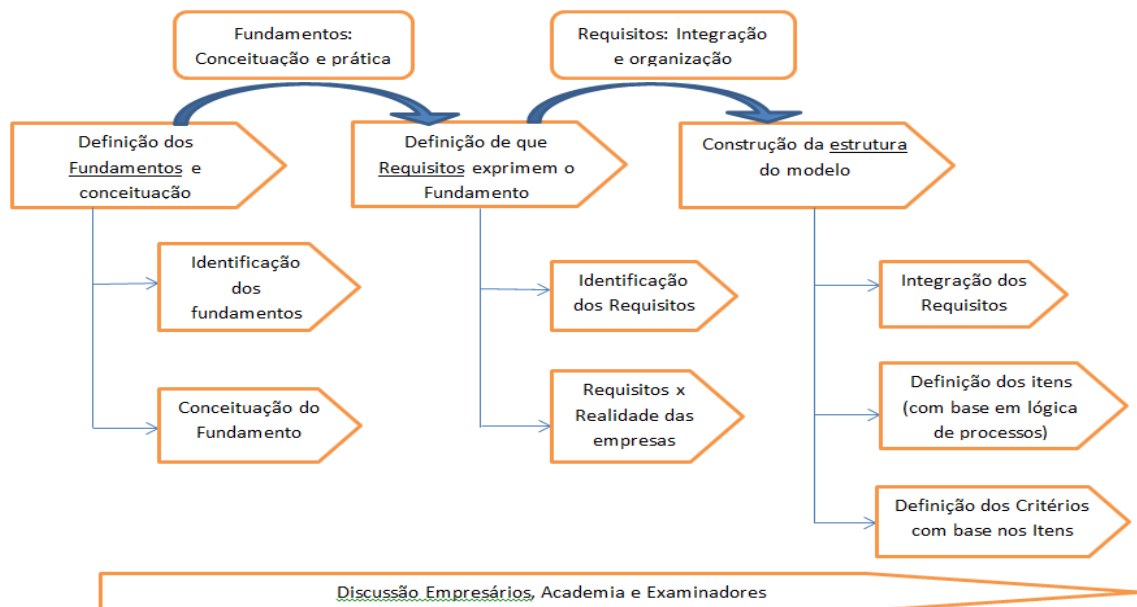 Fundamentos:
Conceituação e prática
Requisitos: Integração
e organização
Definição dos
Fundamentos e
conceituação
Definição de que
Requisitos exprimem o
Fundamento
Construção da estrutura
do modelo
Identificação
dos
fundamentos
Identificação
dos Requisitos
Integração dos
Requisitos
Conceituação do
Fundamento
Requisitos x
Realidade das
empresas
Definição dos itens
(com base em lógica
de processos)
Definição dos Critérios
com base nos Itens
Discussão Empresários, Academia e Examinadores